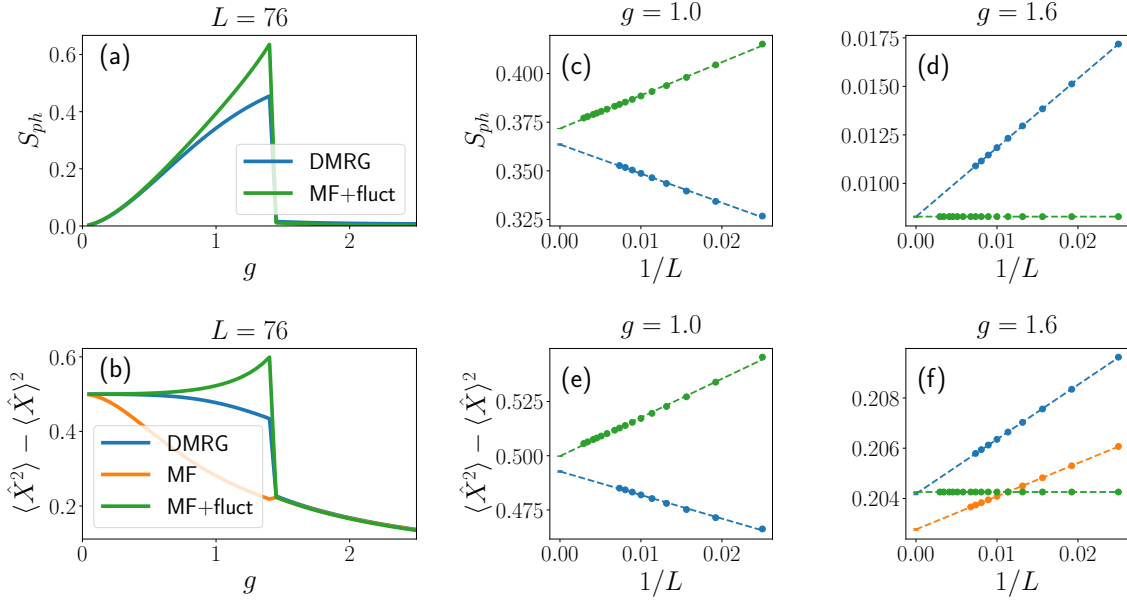 L = 76
(a)
S_{ph}
0.6
0.4
0.2
0.0
0
1
2
g
DMRG
MF+fluct
g = 1.0
(c)
S_{ph}
0.400
0.375
0.350
0.325
0.00
0.01
0.02
1/L
g = 1.6
(d)
0.0175
0.0150
0.0125
0.0100
0.00
0.01
0.02
1/L
L = 76
(b)
⟨X̂²⟩ − ⟨X̂⟩²
0.6
0.4
0.2
0
1
2
g
DMRG
MF
MF+fluct
g = 1.0
(e)
⟨X̂²⟩ − ⟨X̂⟩²
0.525
0.500
0.475
0.00
0.01
0.02
1/L
g = 1.6
(f)
0.208
0.206
0.204
0.00
0.01
0.02
1/L